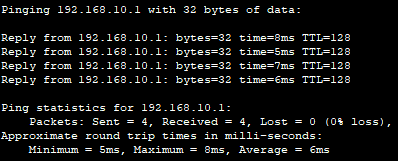 Pinging 192.168.10.1 with 32 bytes of data:
Reply from 192.168.10.1: bytes=32 time=8ms TTL=128
Reply from 192.168.10.1: bytes=32 time=5ms TTL=128
Reply from 192.168.10.1: bytes=32 time=7ms TTL=128
Reply from 192.168.10.1: bytes=32 time=6ms TTL=128
Ping statistics for 192.168.10.1:
Packets: Sent = 4, Received = 4, Lost = 0 (0% loss),
Approximate round trip times in milli-seconds:
Minimum = 5ms, Maximum = 8ms, Average = 6ms